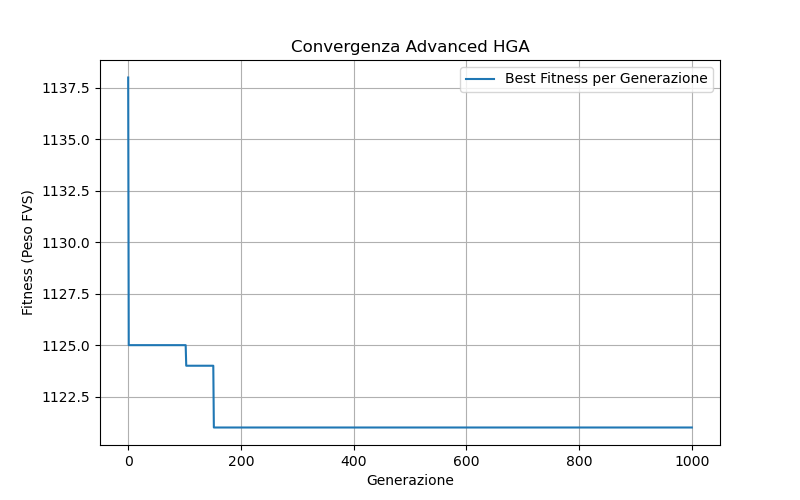 Convergenza Advanced HGA
Best Fitness per Generazione
Fitness (Peso FVS)
1137.5
1135.0
1132.5
1130.0
1127.5
1125.0
1122.5
0 200 400 600 800 1000
Generazione